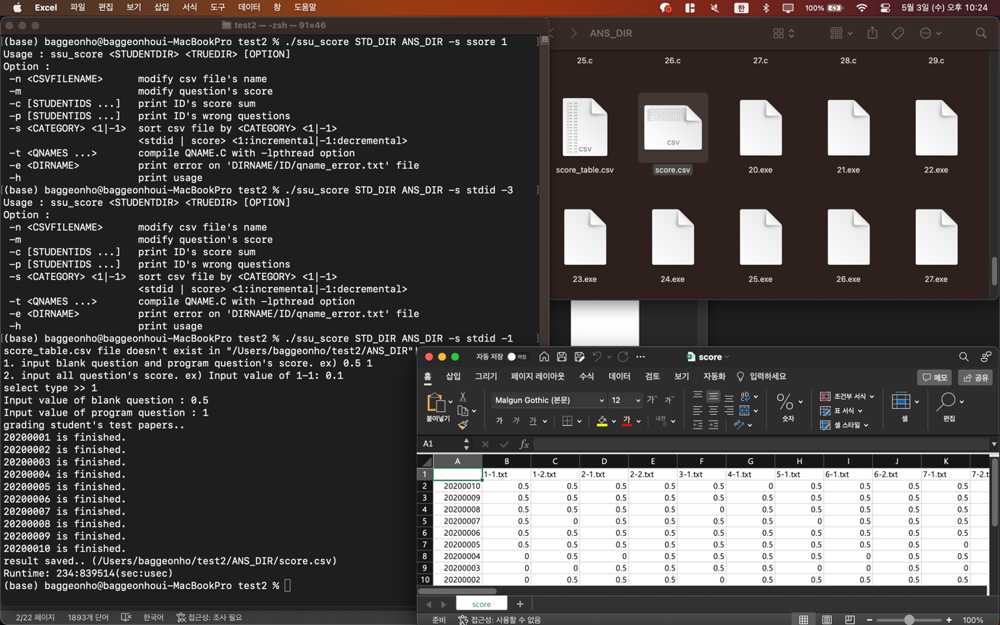 Excel 파일 편집 보기 삽입 서식 도구 데이터 창 도움말 한 100% 5월 3일 (수) 오후 10:24
test2 — -zsh — 91×46
(base) baggeonho@baggeonhoui-MacBookPro test2 % ./ssu_score STD_DIR ANS_DIR -s ssore 1
Usage : ssu_score <STUDENTDIR> <TRUEDIR> [OPTION]
Option :
-n <CSVFILENAME> modify csv file's name
-m modify question's score
-c [STUDENTIDS ...] print ID's score sum
-p [STUDENTIDS ...] print ID's wrong questions
-s <CATEGORY> <1|-1> sort csv file by <CATEGORY> <1|-1>
<stdid | score> <1:incremental|-1:decremental>
-t <QNAMES ...> compile QNAME.C with -lpthread option
-e <DIRNAME> print error on 'DIRNAME/ID/qname_error.txt' file
-h print usage
(base) baggeonho@baggeonhoui-MacBookPro test2 % ./ssu_score STD_DIR ANS_DIR -s stdid -3
Usage : ssu_score <STUDENTDIR> <TRUEDIR> [OPTION]
Option :
-n <CSVFILENAME> modify csv file's name
-m modify question's score
-c [STUDENTIDS ...] print ID's score sum
-p [STUDENTIDS ...] print ID's wrong questions
-s <CATEGORY> <1|-1> sort csv file by <CATEGORY> <1|-1>
<stdid | score> <1:incremental|-1:decremental>
-t <QNAMES ...> compile QNAME.C with -lpthread option
-e <DIRNAME> print error on 'DIRNAME/ID/qname_error.txt' file
-h print usage
(base) baggeonho@baggeonhoui-MacBookPro test2 % ./ssu_score STD_DIR ANS_DIR -s stdid -1
score_table.csv file doesn't exist in "/Users/baggeonho/test2/ANS_DIR"!
1. input blank question and program question's score. ex) 0.5 1
2. input all question's score. ex) Input value of 1-1: 0.1
select type >> 1
Input value of blank question : 0.5
Input value of program question : 1
grading student's test papers..
20200001 is finished.
20200002 is finished.
20200003 is finished.
20200004 is finished.
20200005 is finished.
20200006 is finished.
20200007 is finished.
20200008 is finished.
20200009 is finished.
20200010 is finished.
result saved.. (/Users/baggeonho/test2/ANS_DIR/score.csv)
Runtime: 234:839514(sec:usec)
(base) baggeonho@baggeonhoui-MacBookPro test2 %
2/22 페이지 1893개 단어 한국어 접근성: 조사 필요
ANS_DIR
25.c 26.c 27.c 28.c 29.c
CSV CSV
score_table.csv score.csv 20.exe 21.exe 22.exe
23.exe 24.exe 25.exe 26.exe 27.exe
자동 저장 꺼짐 score
홈 삽입 그리기 페이지 레이아웃 수식 데이터 검토 보기 자동화 입력하세요 메모 공유
붙여넣기 Malgun Gothic (본문) 12 가 가 가 가 가 가 내천 숫자 조건부 서식 표 서식 셀 스타일 셀 편집
A1 fx
A B C D E F G H I J K
1 1-1.txt 1-2.txt 2-1.txt 2-2.txt 3-1.txt 4-1.txt 5-1.txt 6-1.txt 6-2.txt 7-1.txt 7-2.t
2 20200010 0.5 0.5 0.5 0.5 0.5 0 0.5 0.5 0.5 0.5
3 20200009 0.5 0.5 0.5 0.5 0.5 0.5 0.5 0.5 0.5 0.5
4 20200008 0.5 0.5 0.5 0.5 0 0.5 0.5 0.5 0.5 0.5
5 20200007 0.5 0 0.5 0.5 0.5 0.5 0 0.5 0.5 0.5
6 20200006 0.5 0.5 0.5 0.5 0.5 0.5 0.5 0.5 0.5 0.5
7 20200005 0.5 0.5 0.5 0.5 0.5 0.5 0.5 0.5 0.5 0
8 20200004 0 0.5 0 0.5 0.5 0.5 0 0.5 0.5 0.5
9 20200003 0 0 0.5 0.5 0 0.5 0.5 0.5 0.5 0
10 20200002 0 0.5 0.5 0.5 0 0.5 0.5 0.5 0.5 0.5
score
준비 접근성: 사용할 수 없음 100%